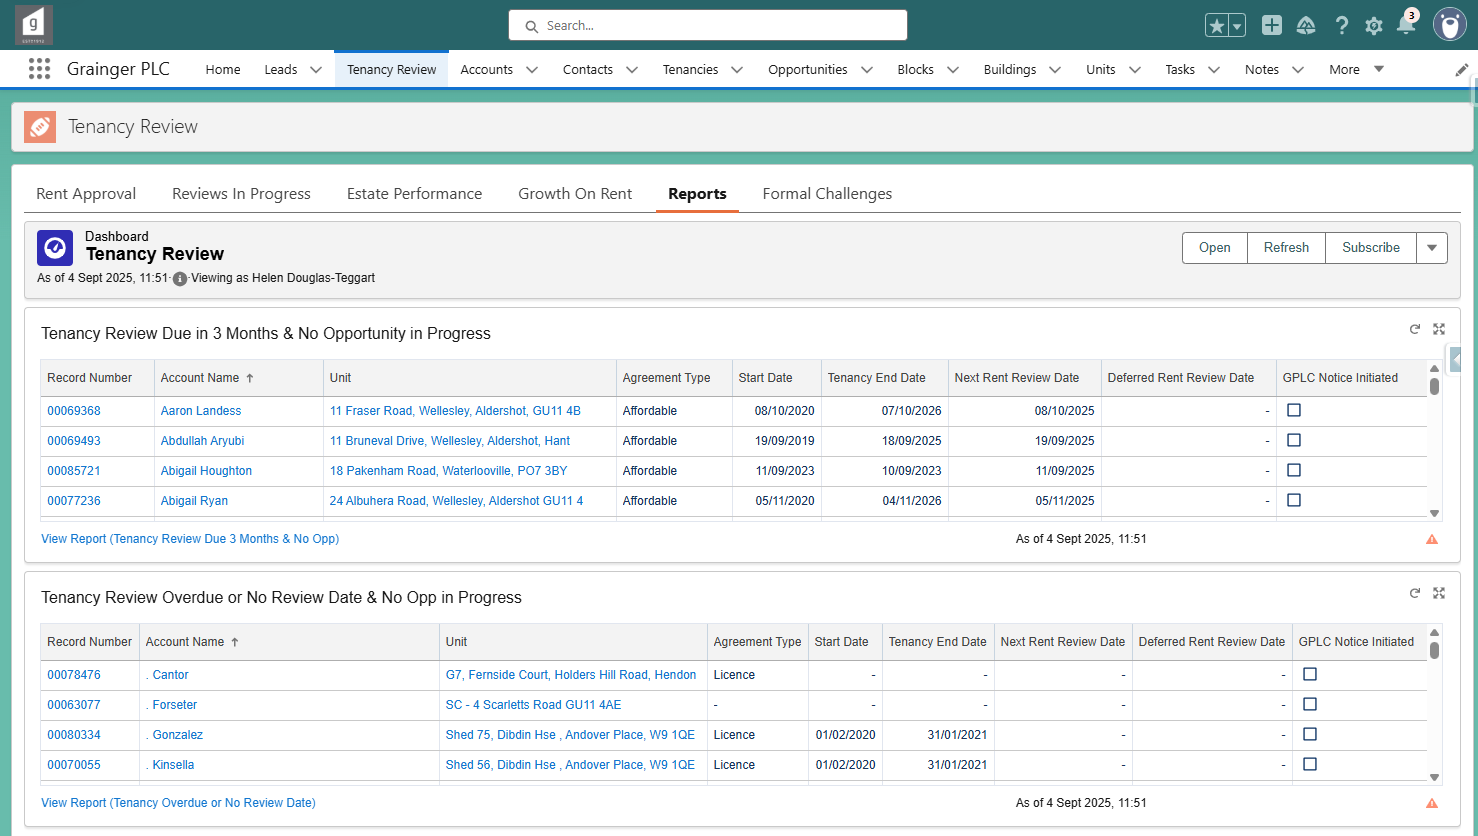 g
Search...
3
Grainger PLC Home Leads Tenancy Review Accounts Contacts Tenancies Opportunities Blocks Buildings Units Tasks Notes More
Tenancy Review
Rent Approval Reviews In Progress Estate Performance Growth On Rent Reports Formal Challenges
Dashboard
Tenancy Review
As of 4 Sept 2025, 11:51·Viewing as Helen Douglas-Teggart
Open Refresh Subscribe
Tenancy Review Due in 3 Months & No Opportunity in Progress
Record Number Account Name ↑ Unit Agreement Type Start Date Tenancy End Date Next Rent Review Date Deferred Rent Review Date GPLC Notice Initiated
00069368 Aaron Landess 11 Fraser Road, Wellesley, Aldershot, GU11 4B Affordable 08/10/2020 07/10/2026 08/10/2025 -
00069493 Abdullah Aryubi 11 Bruneval Drive, Wellesley, Aldershot, Hant Affordable 19/09/2019 18/09/2025 19/09/2025 -
00085721 Abigail Houghton 18 Pakenham Road, Waterlooville, PO7 3BY Affordable 11/09/2023 10/09/2023 11/09/2025 -
00077236 Abigail Ryan 24 Albuhera Road, Wellesley, Aldershot GU11 4 Affordable 05/11/2020 04/11/2026 05/11/2025 -
View Report (Tenancy Review Due 3 Months & No Opp) As of 4 Sept 2025, 11:51
Tenancy Review Overdue or No Review Date & No Opp in Progress
Record Number Account Name ↑ Unit Agreement Type Start Date Tenancy End Date Next Rent Review Date Deferred Rent Review Date GPLC Notice Initiated
00078476 . Cantor G7, Fernside Court, Holders Hill Road, Hendon Licence - - - -
00063077 . Forseter SC - 4 Scarletts Road GU11 4AE - - - - -
00080334 . Gonzalez Shed 75, Dibdin Hse , Andover Place, W9 1QE Licence 01/02/2020 31/01/2021 - -
00070055 . Kinsella Shed 56, Dibdin Hse , Andover Place, W9 1QE Licence 01/02/2020 31/01/2021 - -
View Report (Tenancy Overdue or No Review Date) As of 4 Sept 2025, 11:51